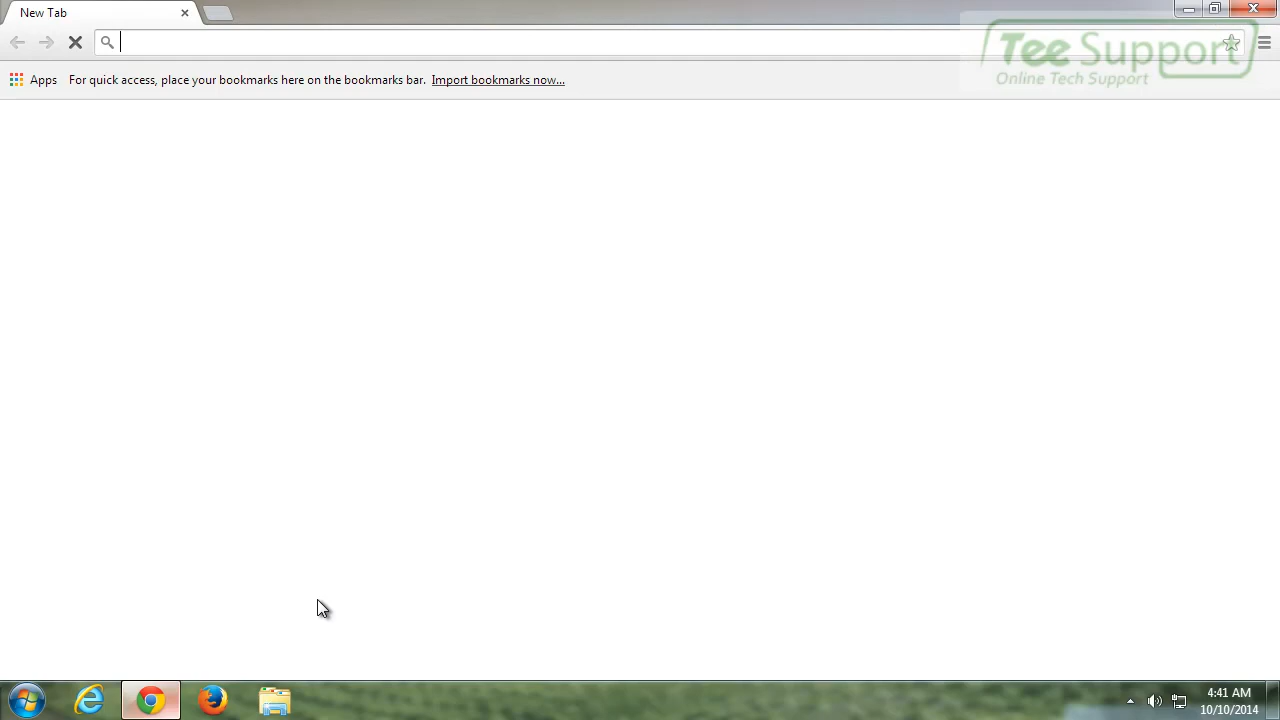 New Tab
Tee Support
Online Tech Support
Apps For quick access, place your bookmarks here on the bookmarks bar. Import bookmarks now...
4:41 AM
10/10/2014